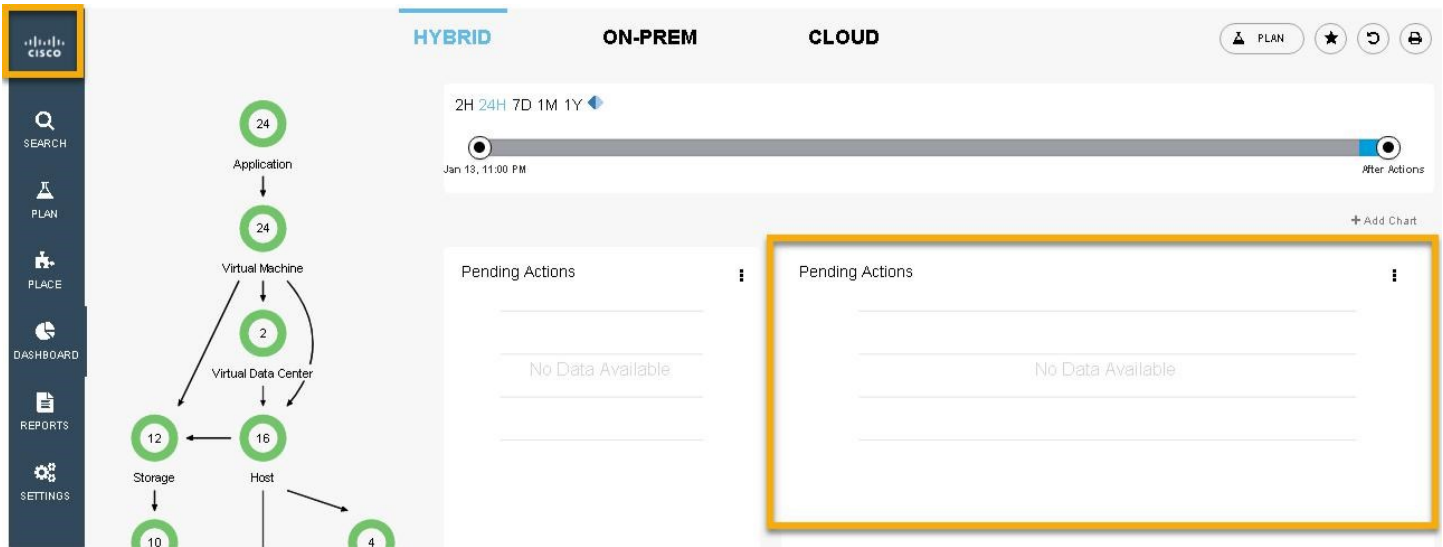 cisco
HYBRID ON-PREM CLOUD
PLAN
SEARCH
PLAN
PLACE
DASHBOARD
REPORTS
SETTINGS
24
Application
24
Virtual Machine
2
Virtual Data Center
12 16
Storage Host
10 4
2H 24H 7D 1M 1Y
Jan 13, 11:00 PM After Actions
+ Add Chart
Pending Actions
No Data Available
Pending Actions
No Data Available